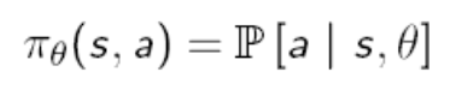 π_θ(s, a) = ℙ [a | s, θ]